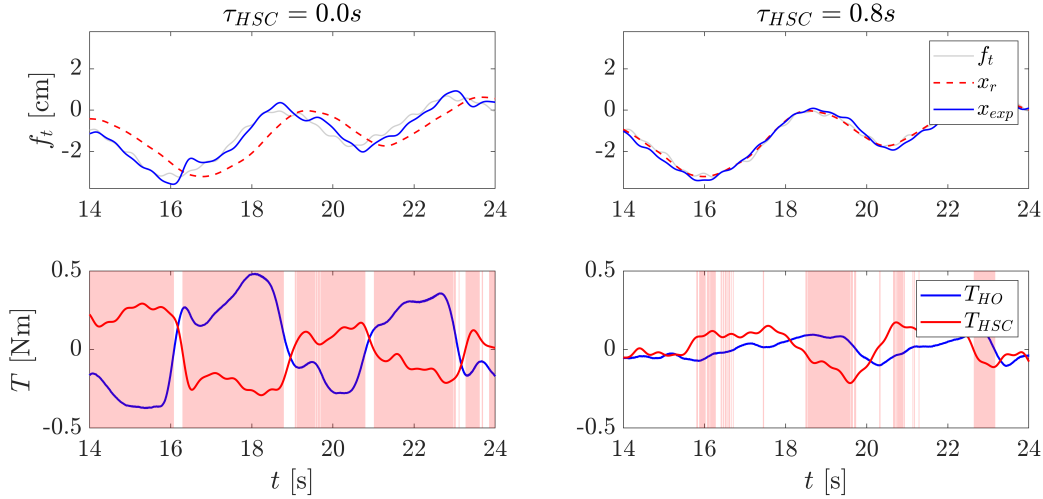 τ_HSC = 0.0s
f_t [cm]
2
0
-2
14 16 18 20 22 24
τ_HSC = 0.8s
2
0
-2
f_t
x_r
x_exp
14 16 18 20 22 24
T [Nm]
0.5
0
-0.5
14 16 18 20 22 24
t [s]
0.5
0
-0.5
T_HO
T_HSC
14 16 18 20 22 24
t [s]